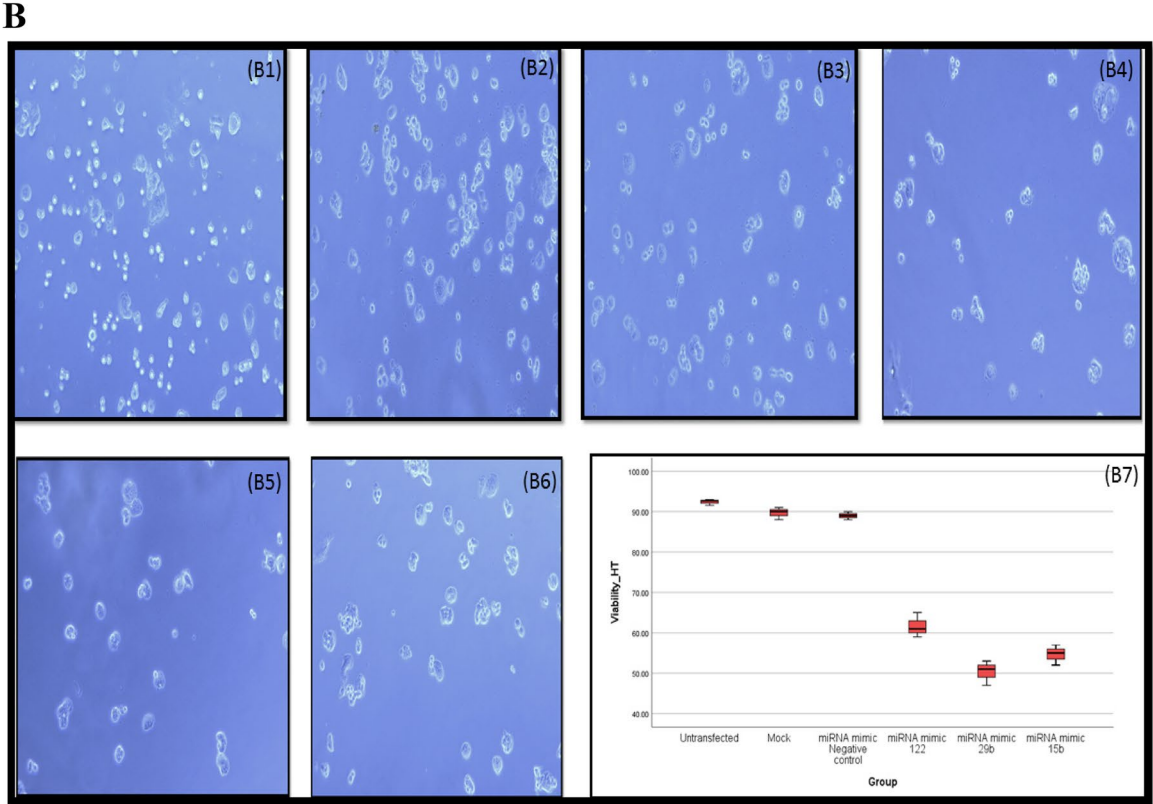 B
(B1)
(B2)
(B3)
(B4)
(B5)
(B6)
(B7)
100.00
90.00
80.00
70.00
60.00
50.00
40.00
Viability_HT
Untransfected
Mock
miRNA mimic
Negative
control
miRNA mimic
122
miRNA mimic
29b
miRNA mimic
15b
Group